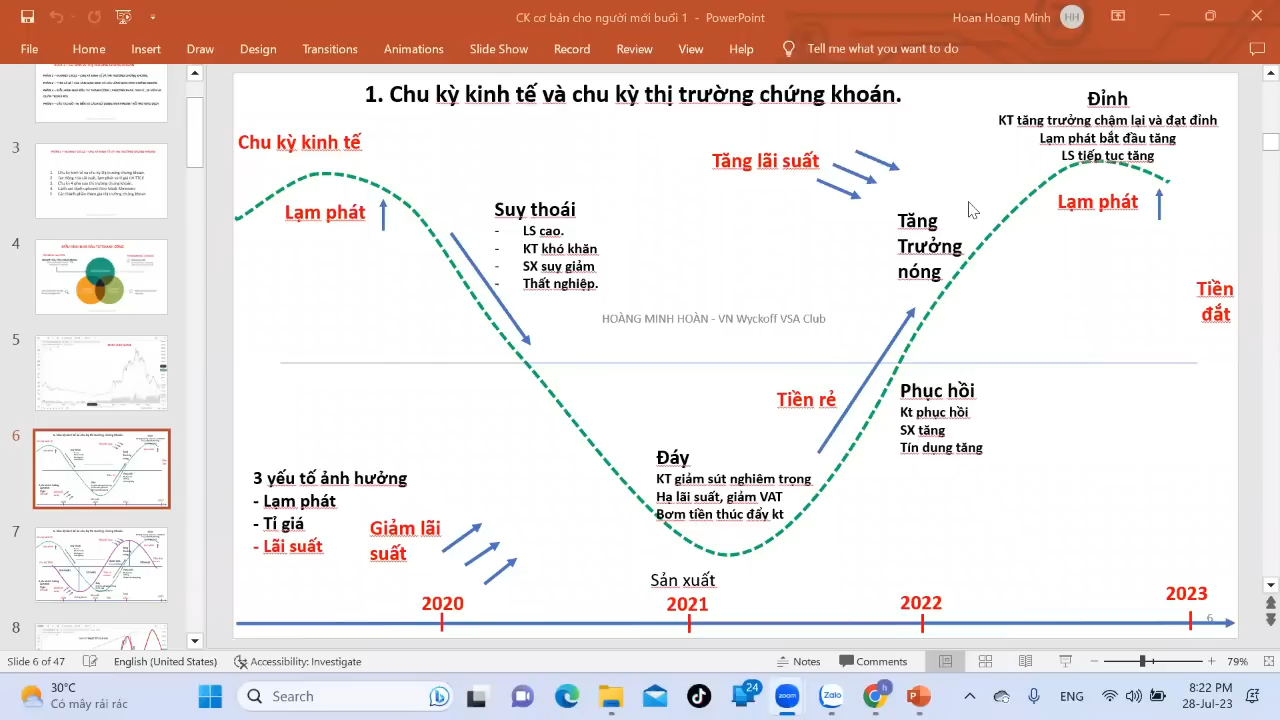 CK cơ bản cho người mới buổi 1 - PowerPoint
Hoan Hoang Minh
HH
File
Home
Insert
Draw
Design
Transitions
Animations
Slide Show
Record
Review
View
Help
Tell me what you want to do
3
4
8
1. Chu kỳ kinh tế và chu kỳ thị trường chứng khoán.
Đỉnh
KT tăng trưởng chậm lại và đạt đỉnh
Lạm phát bắt đầu tăng
LS tiếp tục tăng
Chu kỳ kinh tế
Tăng lãi suất
Lạm phát
Lạm phát
Suy thoái
- LS cao.
KT khó khăn
- SX suy giảm
- Thất nghiệp.
Tăng
Trưởng
nóng
Tiền
đắt
HOÀNG MINH HOÀN - VN Wyckoff VSA Club
Tiền rẻ
Phục hồi
Kt phục hồi
SX tăng
Tín dụng tăng
Đáy
KT giảm sút nghiêm trọng
Hạ lãi suất, giảm VAT
Bơm tiền thúc đẩy kt
3 yếu tố ảnh hưởng
- Lạm phát
- Tỉ giá
- Lãi suất
Giảm lãi
suất
Sản xuất
2020
2021
2022
2023
6
Slide 6 of 47
English (United States)
Accessibility: Investigate
Notes
Comments
79%
30°C
Có mây rải rác
Search
zoom
Zalo
24
h
P
ENG
8:22 PM
28-Jul-23